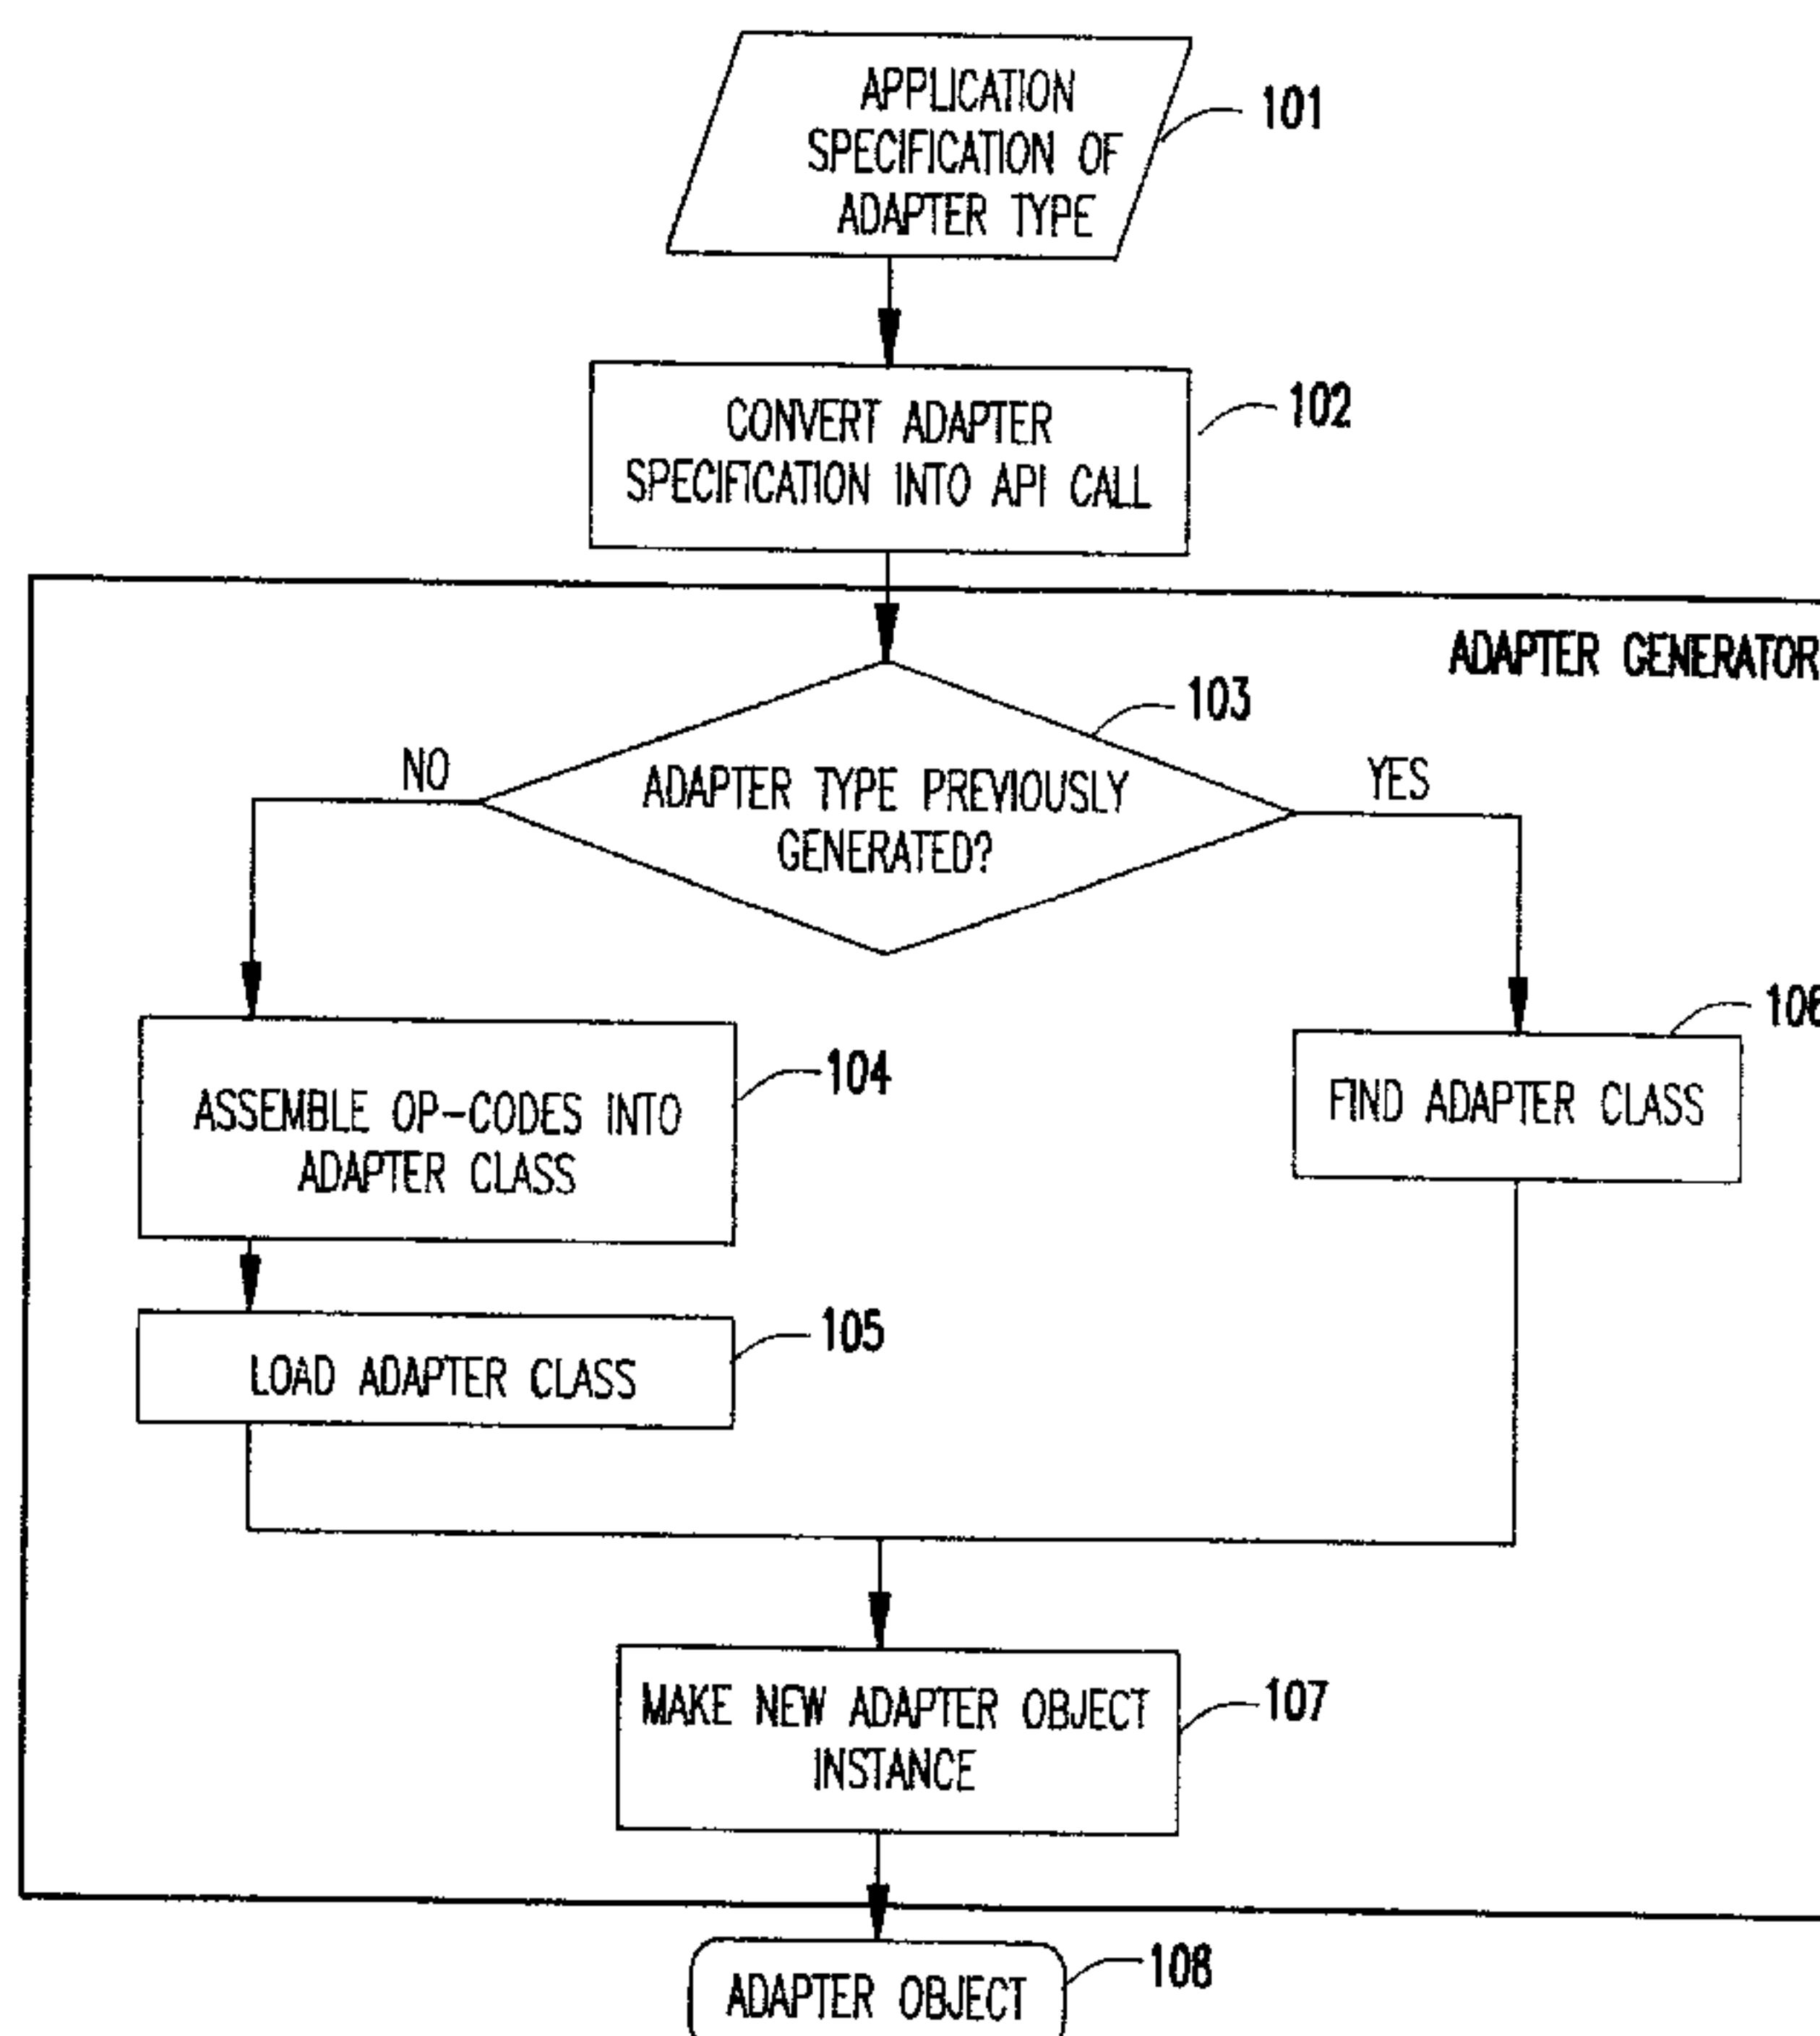 APPLICATION
SPECIFICATION OF
ADAPTER TYPE
101
CONVERT ADAPTER
SPECIFICATION INTO API CALL
102
ADAPTER GENERATOR
103
NO
YES
ADAPTER TYPE PREVIOUSLY
GENERATED?
104
ASSEMBLE OP-CODES INTO
ADAPTER CLASS
106
FIND ADAPTER CLASS
105
LOAD ADAPTER CLASS
MAKE NEW ADAPTER OBJECT
INSTANCE
107
ADAPTER OBJECT
108